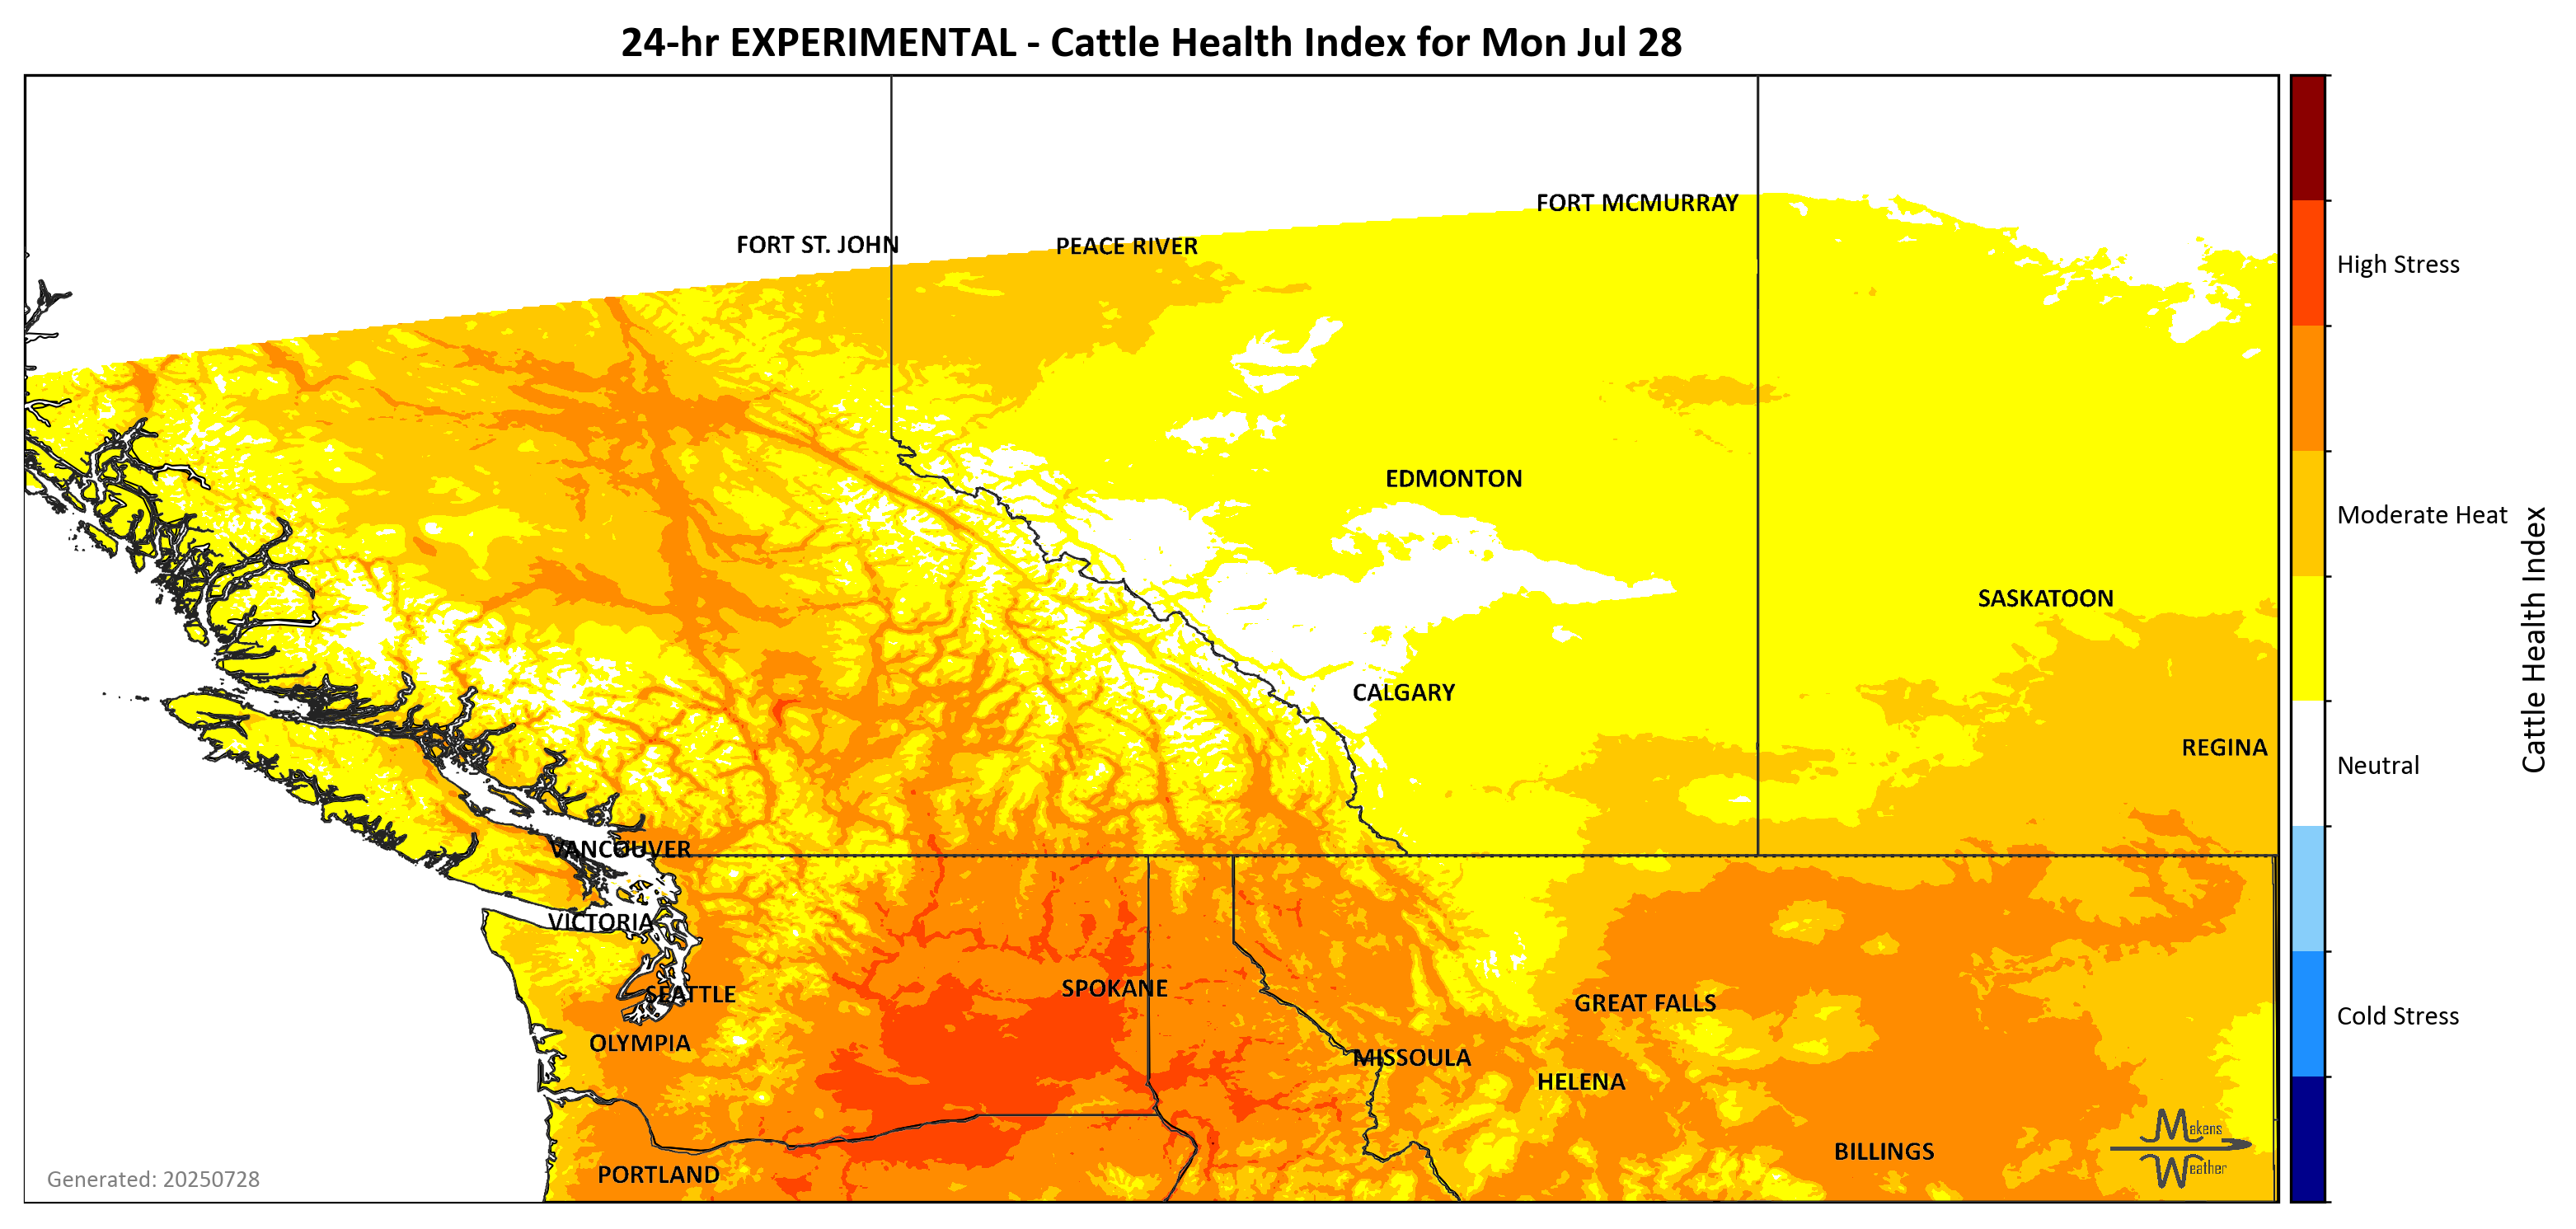 24-hr EXPERIMENTAL - Cattle Health Index for Mon Jul 28
FORT MCMURRAY
FORT ST. JOHN
PEACE RIVER
High Stress
EDMONTON
Moderate Heat
SASKATOON
Cattle Health Index
CALGARY
REGINA
Neutral
VANCOUVER
VICTORIA
SPOKANE
SEATTLE
GREAT FALLS
Cold Stress
OLYMPIA
MISSOULA
HELENA
Makens
Weather
BILLINGS
PORTLAND
Generated: 20250728